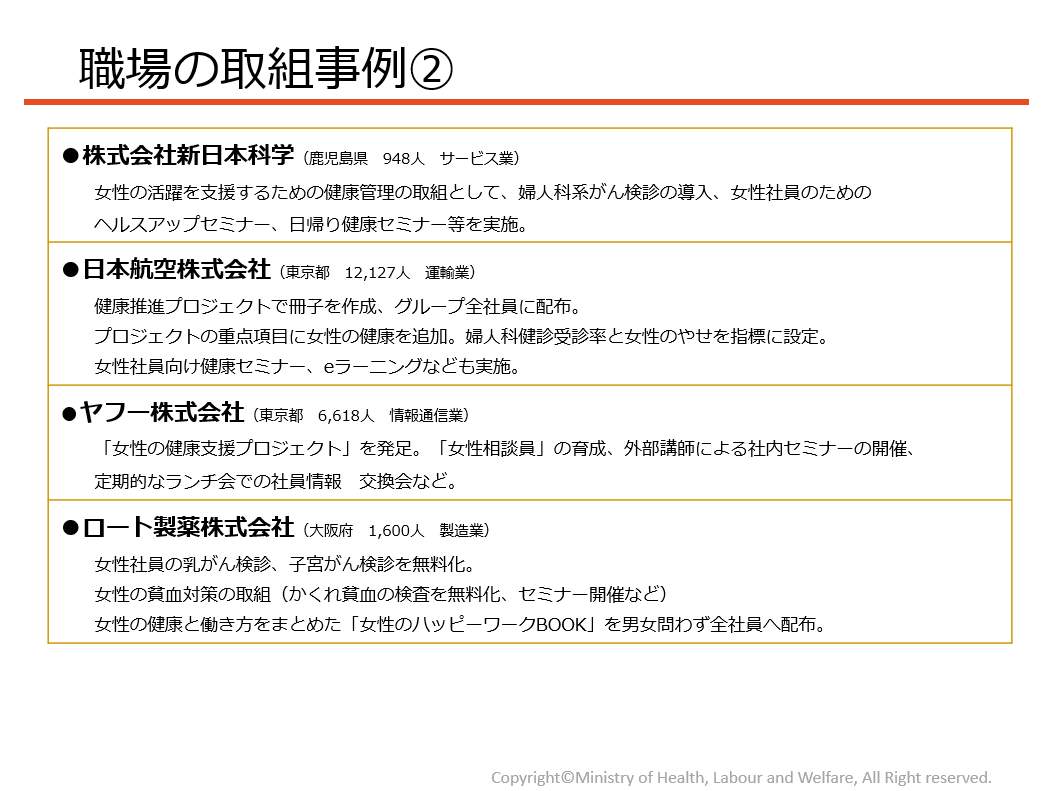 職場の取組事例②
●株式会社新日本科学（鹿児島県　948人　サービス業）
女性の活躍を支援するための健康管理の取組として、婦人科系がん検診の導入、女性社員のための
ヘルスアップセミナー、日帰り健康セミナー等を実施。
●日本航空株式会社（東京都　12,127人　運輸業）
健康推進プロジェクトで冊子を作成、グループ全社員に配布。
プロジェクトの重点項目に女性の健康を追加。婦人科健診受診率と女性のやせを指標に設定。
女性社員向け健康セミナー、eラーニングなども実施。
●ヤフー株式会社（東京都　6,618人　情報通信業）
「女性の健康支援プロジェクト」を発足。「女性相談員」の育成、外部講師による社内セミナーの開催、
定期的なランチ会での社員情報　交換会など。
●ロート製薬株式会社（大阪府　1,600人　製造業）
女性社員の乳がん検診、子宮がん検診を無料化。
女性の貧血対策の取組（かくれ貧血の検査を無料化、セミナー開催など）
女性の健康と働き方をまとめた「女性のハッピーワークBOOK」を男女問わず全社員へ配布。
Copyright©Ministry of Health, Labour and Welfare, All Right reserved.